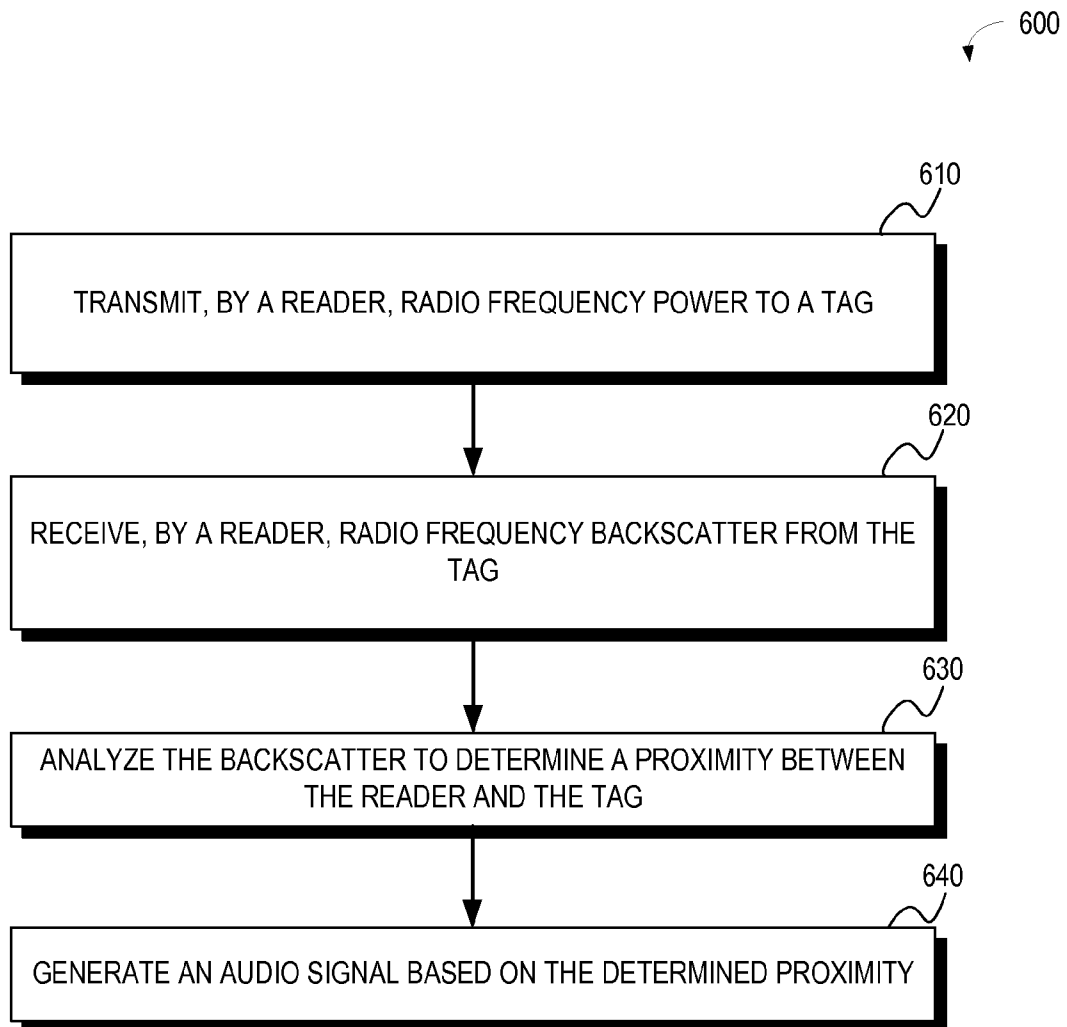 600
610
TRANSMIT, BY A READER, RADIO FREQUENCY POWER TO A TAG
620
RECEIVE, BY A READER, RADIO FREQUENCY BACKSCATTER FROM THE
TAG
630
ANALYZE THE BACKSCATTER TO DETERMINE A PROXIMITY BETWEEN
THE READER AND THE TAG
640
GENERATE AN AUDIO SIGNAL BASED ON THE DETERMINED PROXIMITY